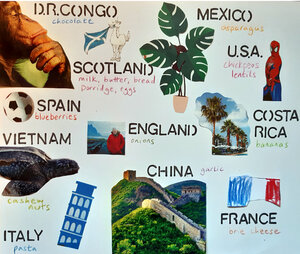 D.R.CONGO
chocolate
MEXICO
asparagus
SCOTLAND
milk, butter, bread
porridge, eggs
U.S.A.
chickpeas
lentils
SPAIN
blueberries
ENGLAND
onions
COSTA
RICA
bananas
VIETNAM
cashew
nuts
CHINA
garlic
ITALY
pasta
FRANCE
one cheese